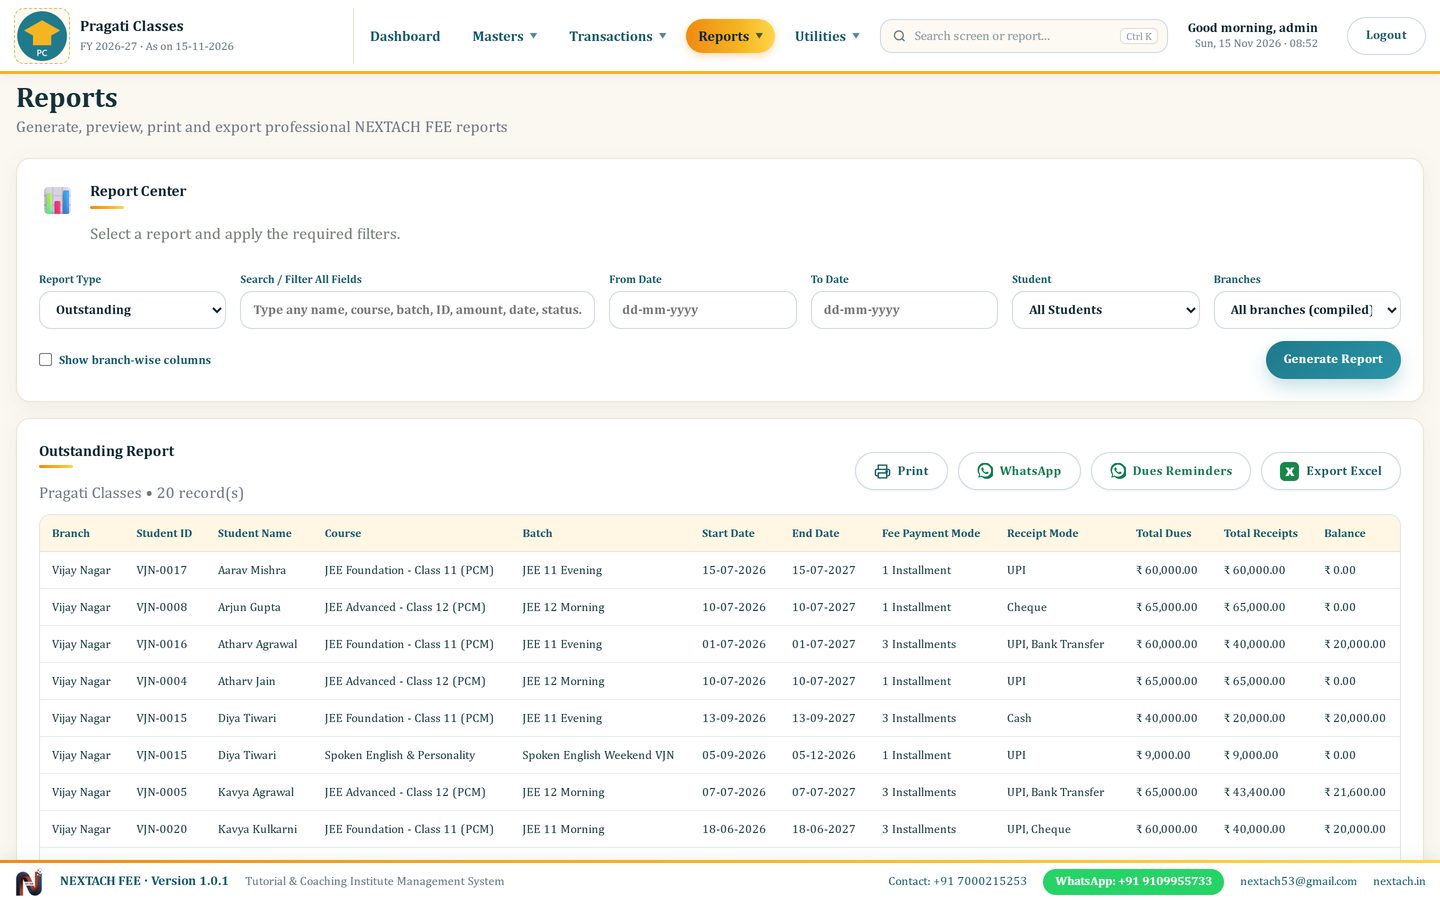 PC
Pragati Classes
FY 2026-27 · As on 15-11-2026
Dashboard Masters Transactions Reports Utilities
Search screen or report... Ctrl K
Good morning, admin
Sun, 15 Nov 2026 · 08:52
Logout
Reports
Generate, preview, print and export professional NEXTACH FEE reports
Report Center
Select a report and apply the required filters.
Report Type Search / Filter All Fields From Date To Date Student Branches
Outstanding Type any name, course, batch, ID, amount, date, status. dd-mm-yyyy dd-mm-yyyy All Students All branches (compiled)
Show branch-wise columns Generate Report
Outstanding Report
Pragati Classes • 20 record(s)
Print WhatsApp Dues Reminders X Export Excel
Branch Student ID Student Name Course Batch Start Date End Date Fee Payment Mode Receipt Mode Total Dues Total Receipts Balance
Vijay Nagar VJN-0017 Aarav Mishra JEE Foundation - Class 11 (PCM) JEE 11 Evening 15-07-2026 15-07-2027 1 Installment UPI ₹ 60,000.00 ₹ 60,000.00 ₹ 0.00
Vijay Nagar VJN-0008 Arjun Gupta JEE Advanced - Class 12 (PCM) JEE 12 Morning 10-07-2026 10-07-2027 1 Installment Cheque ₹ 65,000.00 ₹ 65,000.00 ₹ 0.00
Vijay Nagar VJN-0016 Atharv Agrawal JEE Foundation - Class 11 (PCM) JEE 11 Evening 01-07-2026 01-07-2027 3 Installments UPI, Bank Transfer ₹ 60,000.00 ₹ 40,000.00 ₹ 20,000.00
Vijay Nagar VJN-0004 Atharv Jain JEE Advanced - Class 12 (PCM) JEE 12 Morning 10-07-2026 10-07-2027 1 Installment UPI ₹ 65,000.00 ₹ 65,000.00 ₹ 0.00
Vijay Nagar VJN-0015 Diya Tiwari JEE Foundation - Class 11 (PCM) JEE 11 Evening 13-09-2026 13-09-2027 3 Installments Cash ₹ 40,000.00 ₹ 20,000.00 ₹ 20,000.00
Vijay Nagar VJN-0015 Diya Tiwari Spoken English & Personality Spoken English Weekend VJN 05-09-2026 05-12-2026 1 Installment UPI ₹ 9,000.00 ₹ 9,000.00 ₹ 0.00
Vijay Nagar VJN-0005 Kavya Agrawal JEE Advanced - Class 12 (PCM) JEE 12 Morning 07-07-2026 07-07-2027 3 Installments UPI, Bank Transfer ₹ 65,000.00 ₹ 43,400.00 ₹ 21,600.00
Vijay Nagar VJN-0020 Kavya Kulkarni JEE Foundation - Class 11 (PCM) JEE 11 Morning 18-06-2026 18-06-2027 3 Installments UPI, Cheque ₹ 60,000.00 ₹ 40,000.00 ₹ 20,000.00
NEXTACH FEE · Version 1.0.1 Tutorial & Coaching Institute Management System Contact: +91 7000215253 WhatsApp: +91 9109955733 nextach53@gmail.com nextach.in